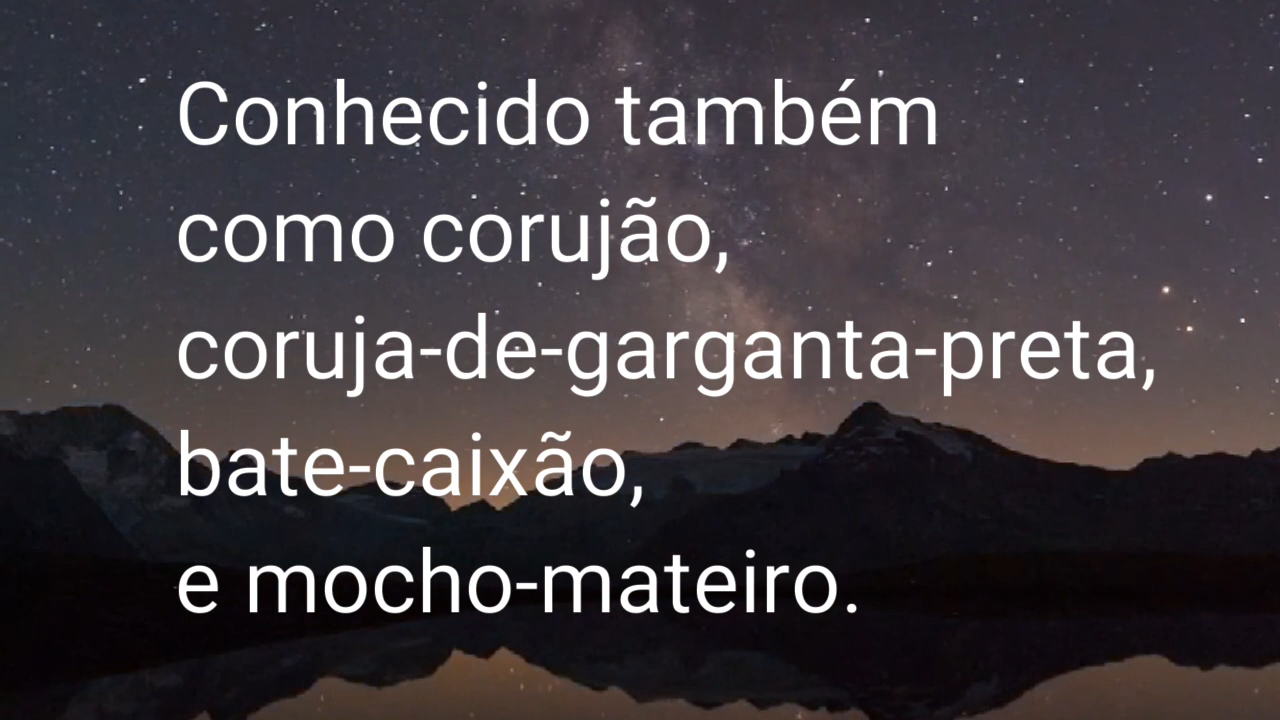 Conhecido também
como corujão,
coruja-de-garganta-preta,
bate-caixão,
e mocho-mateiro.